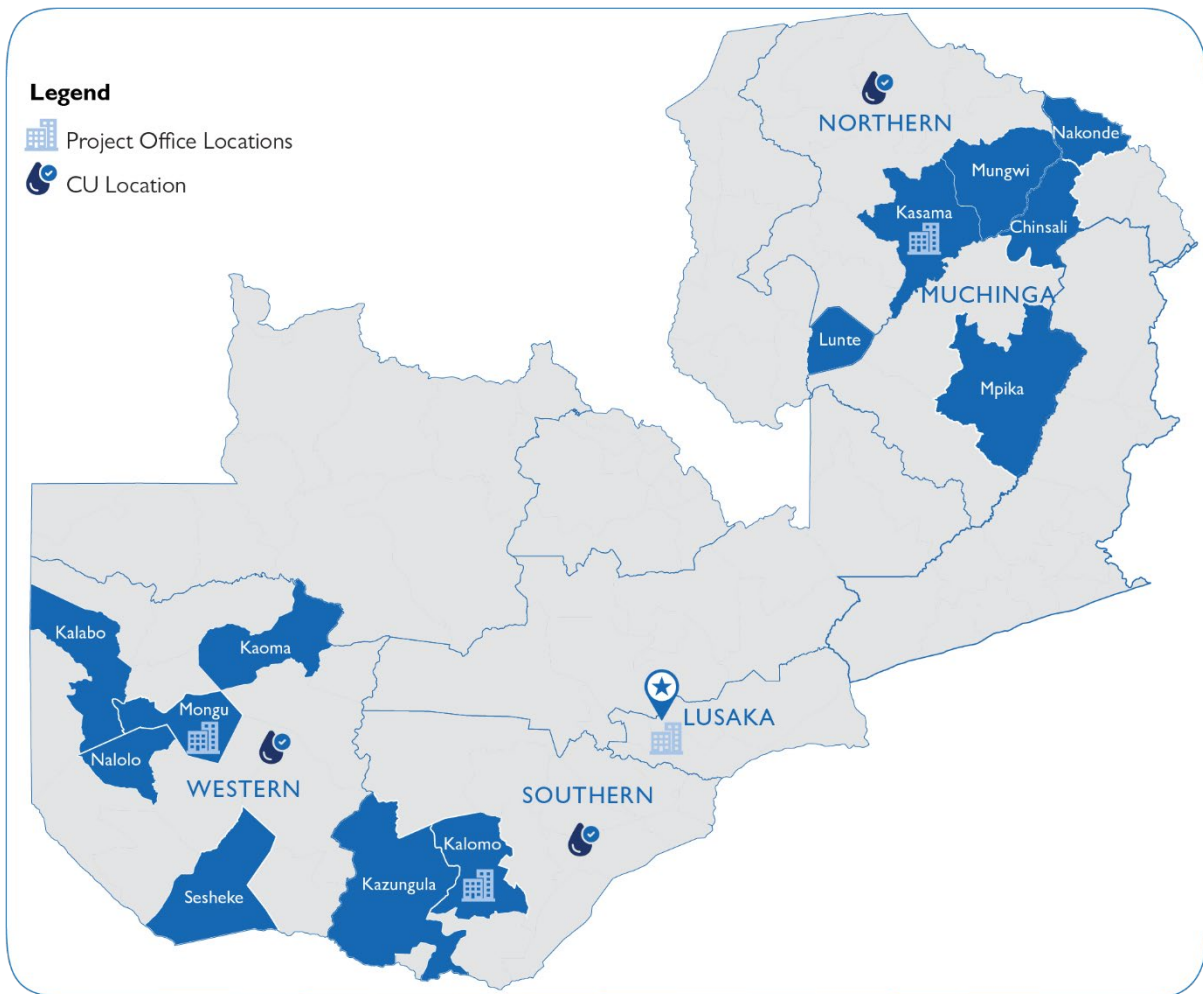 Legend
Project Office Locations
CU Location
NORTHERN
Nakonde
Mungwi
Kasama
Chinsali
MUCHINGA
Lunte
Mpika
Kalabo
Kaoma
Mongu
LUSAKA
Nalolo
WESTERN
SOUTHERN
Kalomo
Kazungula
Sesheke